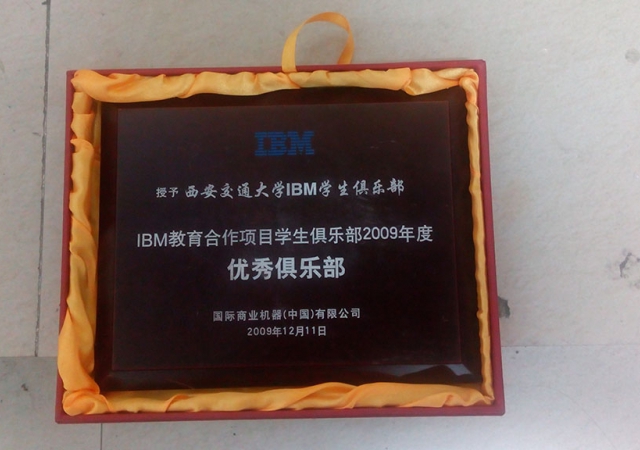 IBM
授予 西安交通大学IBM学生俱乐部
IBM教育合作项目学生俱乐部2009年度
优秀俱乐部
国际商业机器(中国)有限公司
2009年12月11日